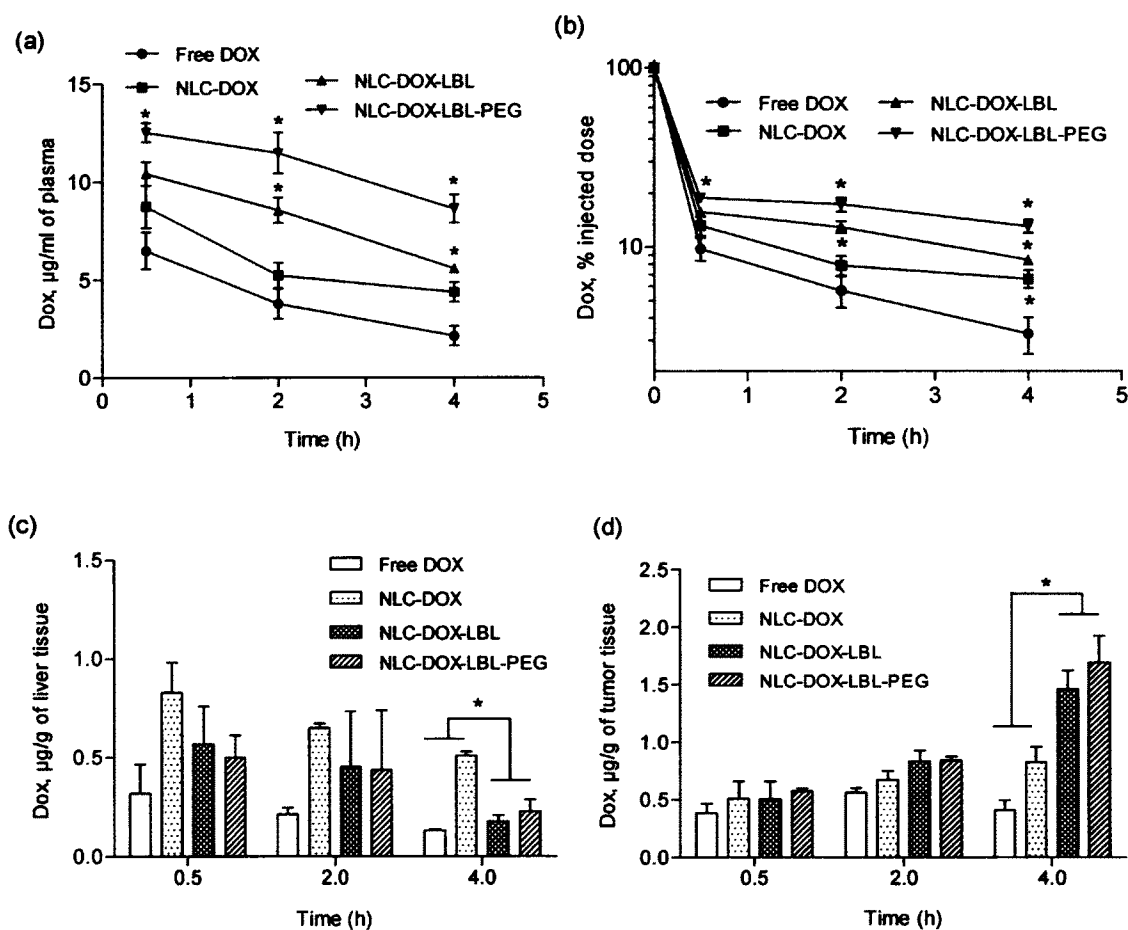 (a)
Free DOX
NLC-DOX
NLC-DOX-LBL
NLC-DOX-LBL-PEG
15
10
5
0
Dox, µg/ml of plasma
* * *
* *
0 1 2 3 4 5
Time (h)
(b)
100
10
Dox, % injected dose
Free DOX
NLC-DOX
NLC-DOX-LBL
NLC-DOX-LBL-PEG
* * *
* *
*
0 1 2 3 4 5
Time (h)
(c)
1.5
1.0
0.5
0.0
Dox, µg/g of liver tissue
Free DOX
NLC-DOX
NLC-DOX-LBL
NLC-DOX-LBL-PEG
*
0.5 2.0 4.0
Time (h)
(d)
2.5
2.0
1.5
1.0
0.5
0.0
Dox, µg/g of tumor tissue
Free DOX
NLC-DOX
NLC-DOX-LBL
NLC-DOX-LBL-PEG
*
0.5 2.0 4.0
Time (h)